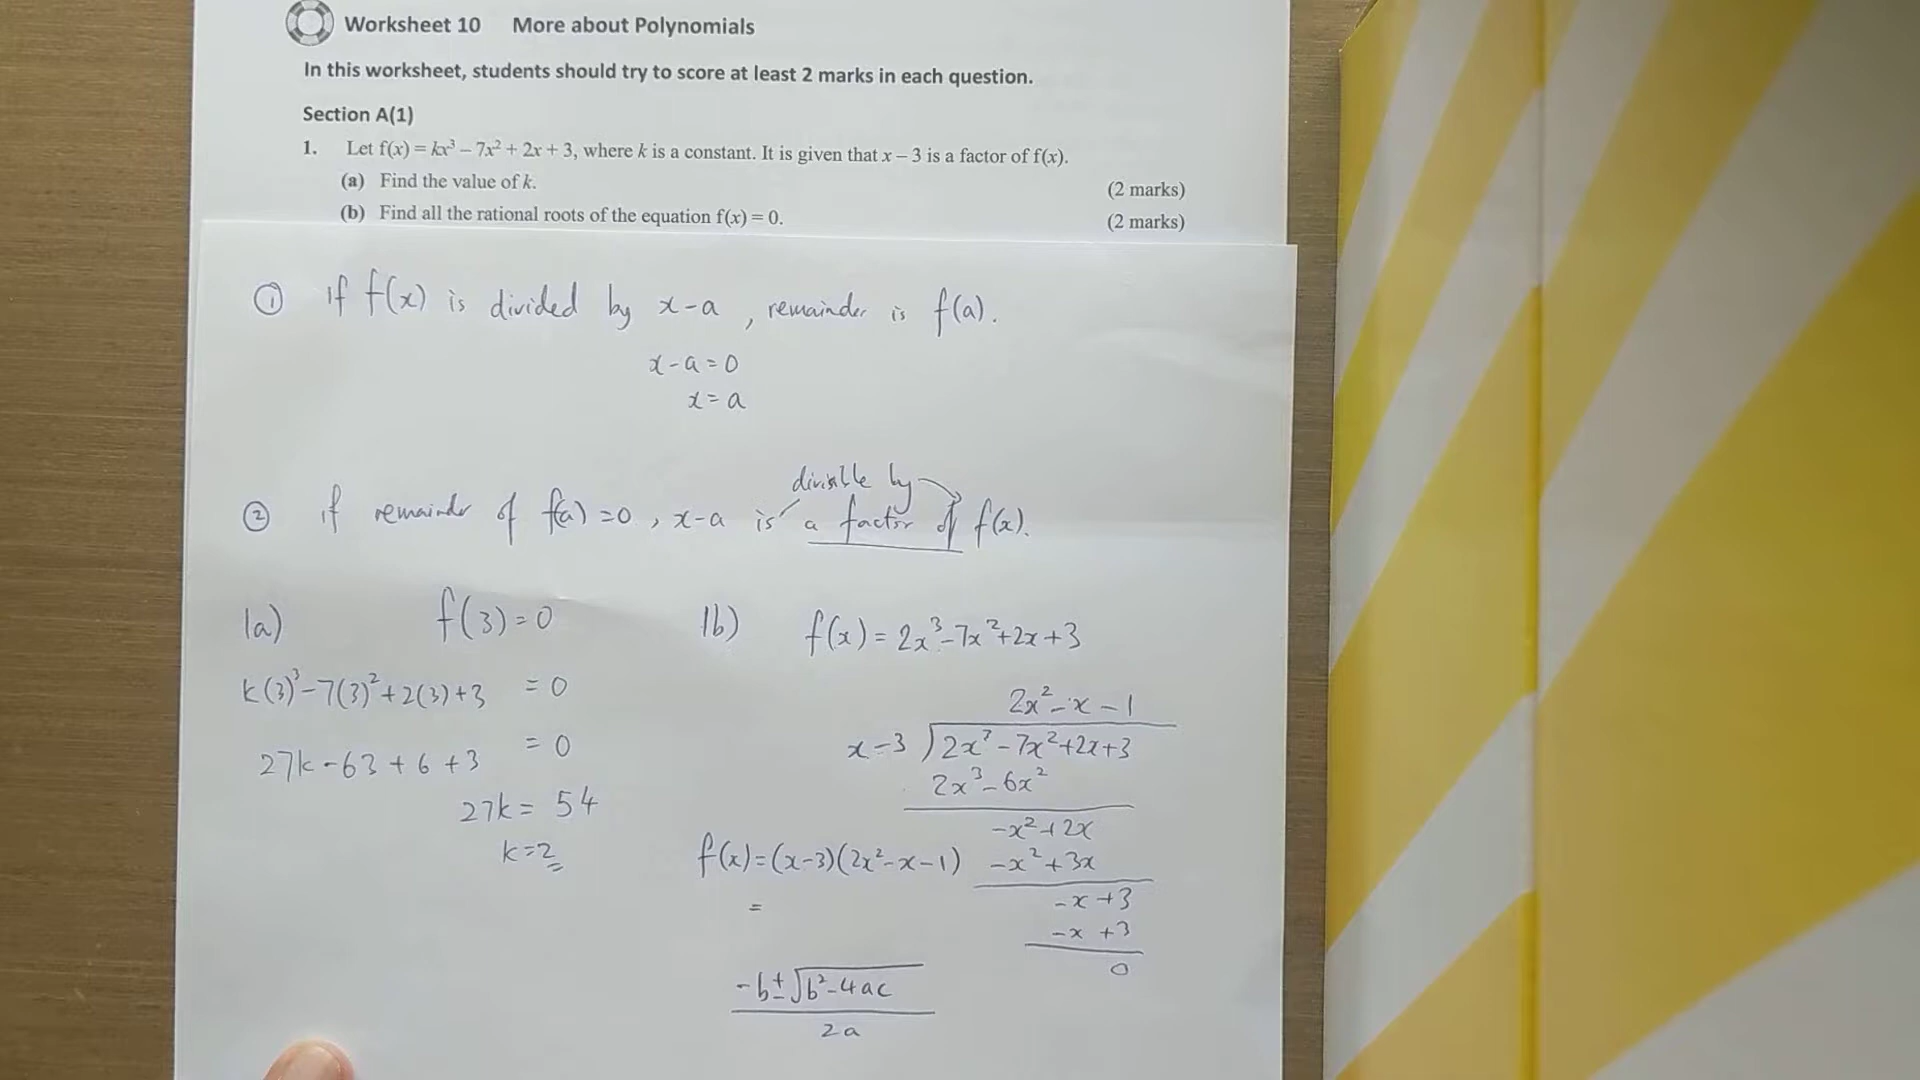 Worksheet 10 More about Polynomials
In this worksheet, students should try to score at least 2 marks in each question.
Section A(1)
1. Let f(x) = kx³ – 7x² + 2x + 3, where k is a constant. It is given that x – 3 is a factor of f(x).
(a) Find the value of k. (2 marks)
(b) Find all the rational roots of the equation f(x) = 0. (2 marks)
① If f(x) is divided by x-a, remainder is f(a).
x-a=0
x=a
divisible by
② if remainder of f(a)=0, x-a is a factor of f(x).
1a) f(3)=0
k(3)³-7(3)²+2(3)+3 =0
27k-63+6+3 =0
27k= 54
k=2
1b) f(x)=2x³-7x²+2x+3
2x²-x-1
x-3 ) 2x³-7x²+2x+3
2x³-6x²
-x²+2x
-x²+3x
-x+3
-x+3
0
f(x)=(x-3)(2x²-x-1)
=
-b±√b²-4ac
2a